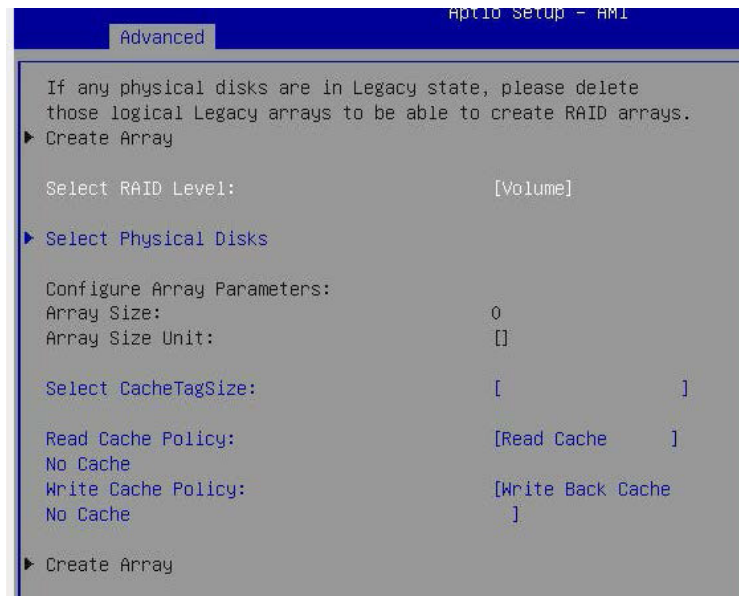 Aptio Setup - AMI
Advanced
If any physical disks are in Legacy state, please delete
those logical Legacy arrays to be able to create RAID arrays.
Create Array
Select RAID Level: [Volume]
Select Physical Disks
Configure Array Parameters:
Array Size: 0
Array Size Unit: []
Select CacheTagSize: [ ]
Read Cache Policy: [Read Cache ]
No Cache
Write Cache Policy: [Write Back Cache
No Cache ]
Create Array